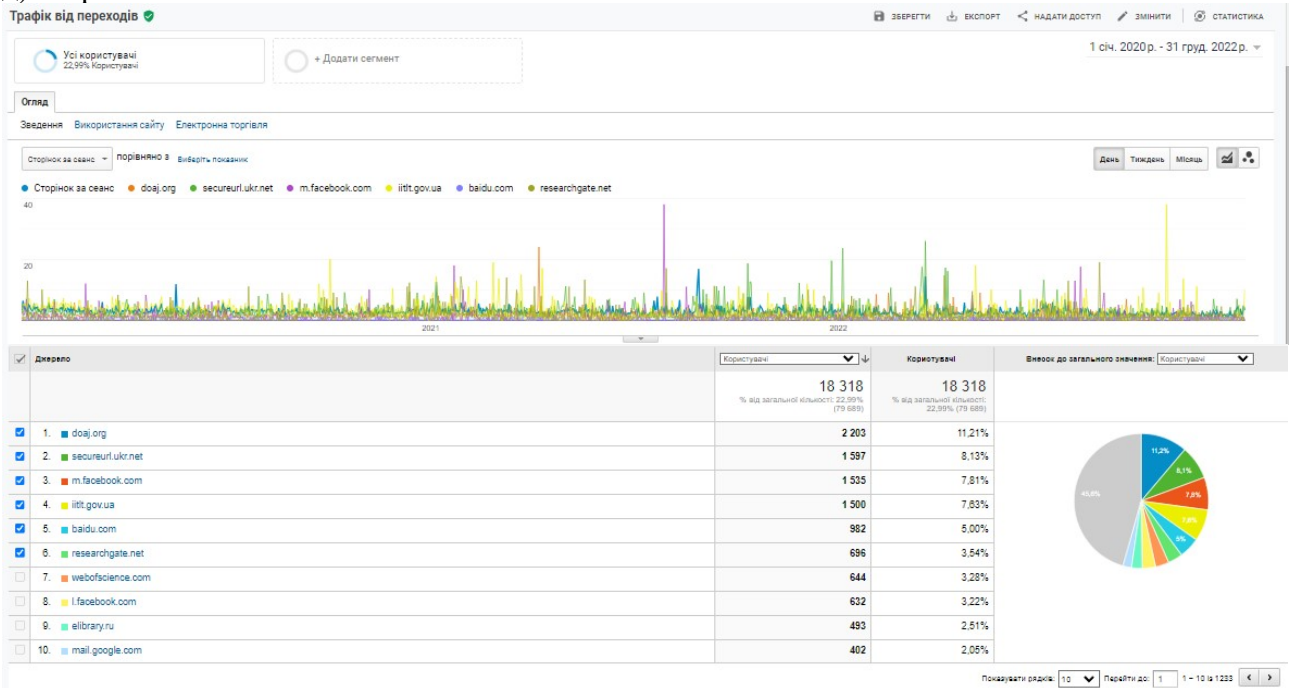 Трафік від переходів
ЗБЕРЕГТИ ЕКСПОРТ НАДАТИ ДОСТУП ЗМІНИТИ СТАТИСТИКА
Усі користувачі
22,99% Користувачі
+ Додати сегмент
1 січ. 2020 р. - 31 груд. 2022 р.
Огляд
Зведення Використання сайту Електронна торгівля
Сторінок за сеанс порівняно з Виберіть показник
День Тиждень Місяць
Сторінок за сеанс doaj.org secureurl.ukr.net m.facebook.com iitlt.gov.ua baidu.com researchgate.net
40
20
2021 2022
Джерело Користувачі Користувачі Внесок до загального значення: Користувачі
18 318 18 318
% від загальної кількості: 22,99% % від загальної кількості:
(79 689) 22,99% (79 689)
1. doaj.org 2 203 11,21%
2. secureurl.ukr.net 1 597 8,13%
3. m.facebook.com 1 535 7,81%
4. iitlt.gov.ua 1 500 7,63%
5. baidu.com 982 5,00%
6. researchgate.net 696 3,54%
7. webofscience.com 644 3,28%
8. l.facebook.com 632 3,22%
9. elibrary.ru 493 2,51%
10. mail.google.com 402 2,05%
11,2%
8,1%
45,6%
7,8%
7,6%
5%
Показувати рядків: 10 Перейти до: 1 1 – 10 із 1233